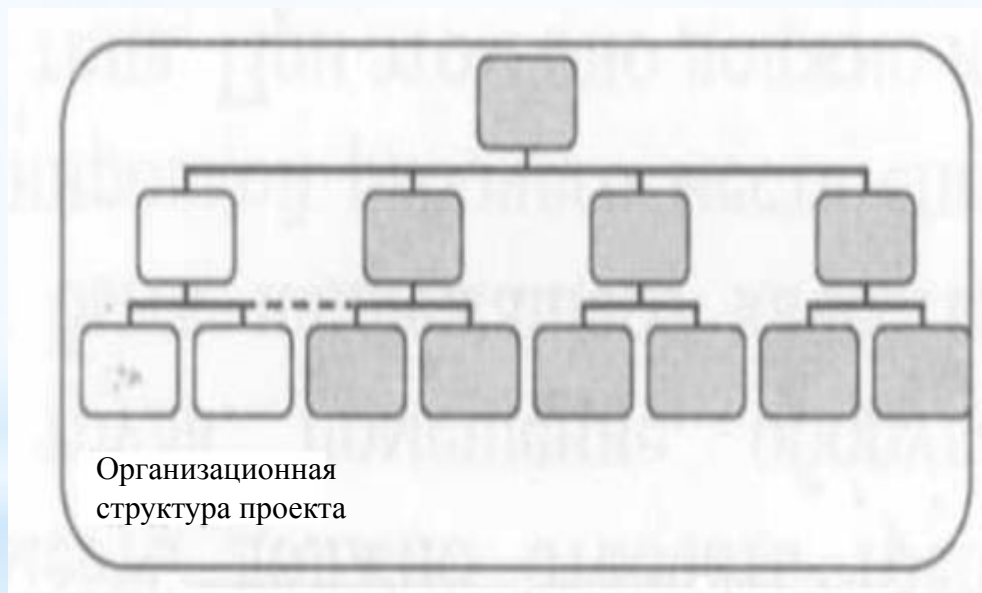 Организационная
структура проекта